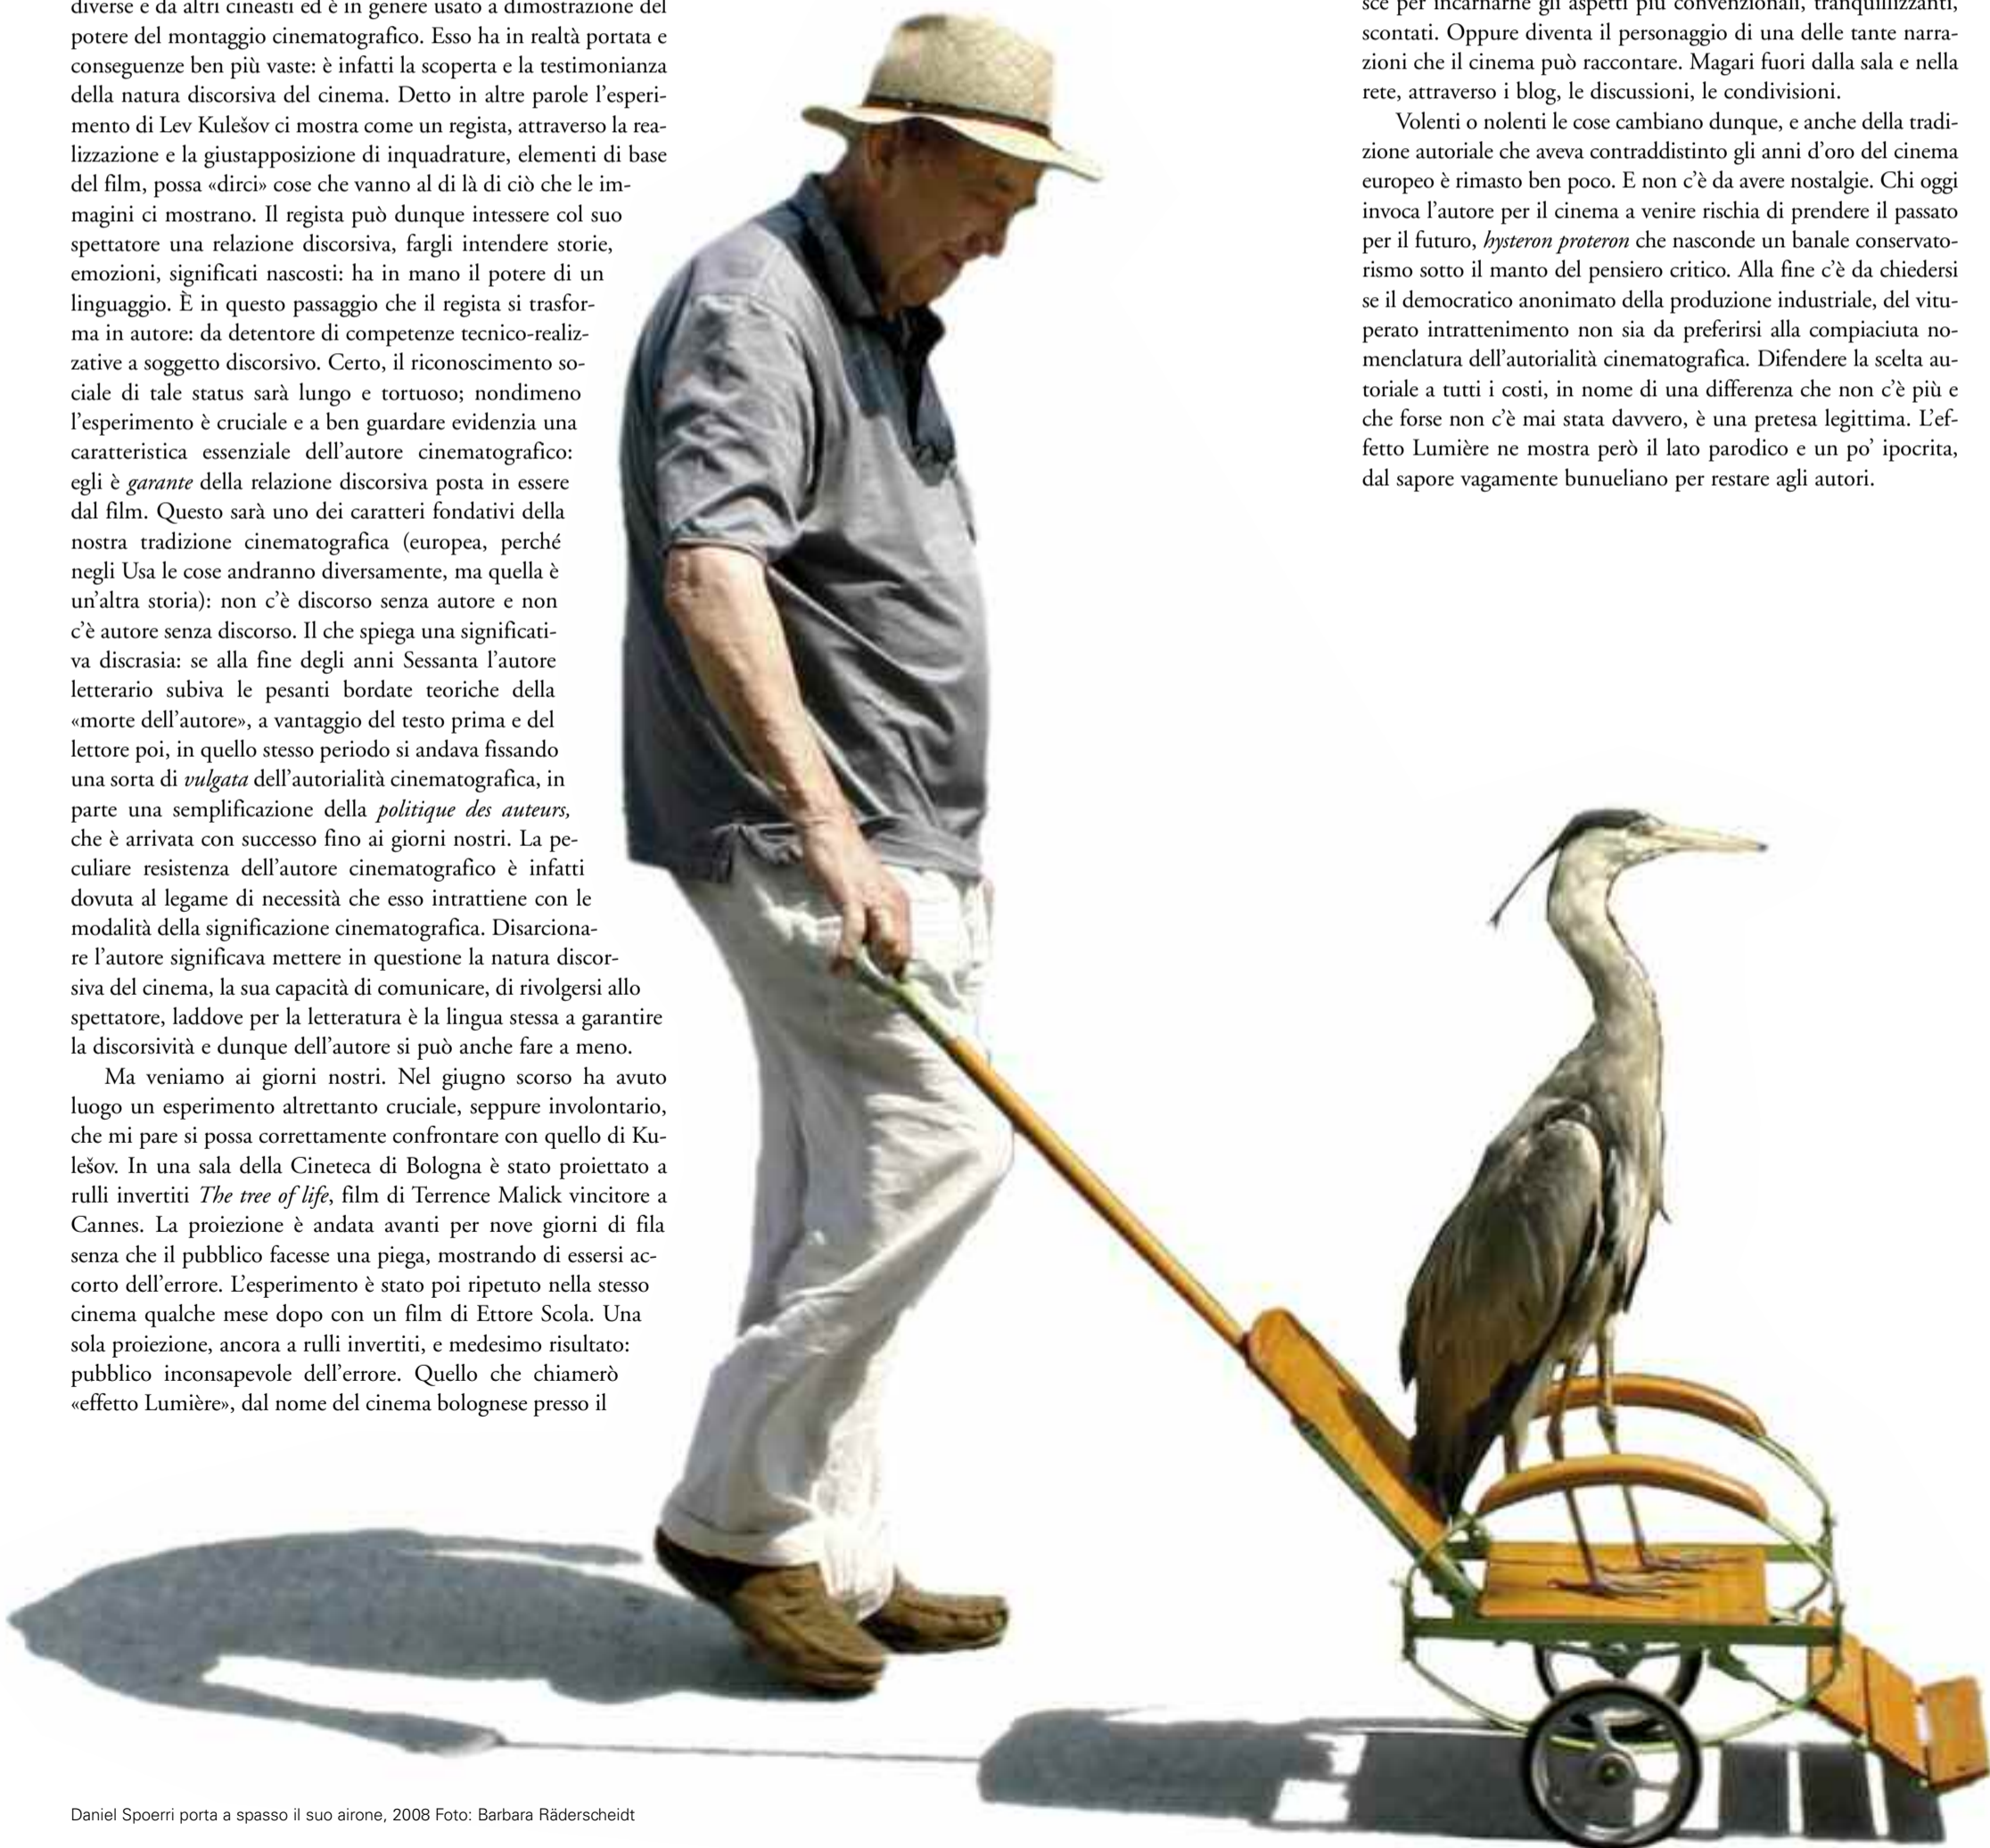 diverse e da altri cineasti ed è in genere usato a dimostrazione del
potere del montaggio cinematografico. Esso ha in realtà portata e
conseguenze ben più vaste: è infatti la scoperta e la testimonianza
della natura discorsiva del cinema. Detto in altre parole l’esperi-
mento di Lev Kulešov ci mostra come un regista, attraverso la rea-
lizzazione e la giustapposizione di inquadrature, elementi di base
del film, possa «dirci» cose che vanno al di là di ciò che le im-
magini ci mostrano. Il regista può dunque intessere col suo
spettatore una relazione discorsiva, fargli intendere storie,
emozioni, significati nascosti: ha in mano il potere di un
linguaggio. È in questo passaggio che il regista si trasfor-
ma in autore: da detentore di competenze tecnico-realiz-
zative a soggetto discorsivo. Certo, il riconoscimento so-
ciale di tale status sarà lungo e tortuoso; nondimeno
l’esperimento è cruciale e a ben guardare evidenzia una
caratteristica essenziale dell’autore cinematografico:
egli è garante della relazione discorsiva posta in essere
dal film. Questo sarà uno dei caratteri fondativi della
nostra tradizione cinematografica (europea, perché
negli Usa le cose andranno diversamente, ma quella è
un’altra storia): non c’è discorso senza autore e non
c’è autore senza discorso. Il che spiega una significati-
va discrasia: se alla fine degli anni Sessanta l’autore
letterario subiva le pesanti bordate teoriche della
«morte dell’autore», a vantaggio del testo prima e del
lettore poi, in quello stesso periodo si andava fissando
una sorta di vulgata dell’autorialità cinematografica, in
parte una semplificazione della politique des auteurs,
che è arrivata con successo fino ai giorni nostri. La pe-
culiare resistenza dell’autore cinematografico è infatti
dovuta al legame di necessità che esso intrattiene con le
modalità della significazione cinematografica. Disarciona-
re l’autore significava mettere in questione la natura discor-
siva del cinema, la sua capacità di comunicare, di rivolgersi allo
spettatore, laddove per la letteratura è la lingua stessa a garantire
la discorsività e dunque dell’autore si può anche fare a meno.
Ma veniamo ai giorni nostri. Nel giugno scorso ha avuto
luogo un esperimento altrettanto cruciale, seppure involontario,
che mi pare si possa correttamente confrontare con quello di Ku-
lešov. In una sala della Cineteca di Bologna è stato proiettato a
rulli invertiti The tree of life, film di Terrence Malick vincitore a
Cannes. La proiezione è andata avanti per nove giorni di fila
senza che il pubblico facesse una piega, mostrando di essersi ac-
corto dell’errore. L’esperimento è stato poi ripetuto nella stesso
cinema qualche mese dopo con un film di Ettore Scola. Una
sola proiezione, ancora a rulli invertiti, e medesimo risultato:
pubblico inconsapevole dell’errore. Quello che chiamerò
«effetto Lumière», dal nome del cinema bolognese presso il
sce per incarnarne gli aspetti più convenzionali, tranquillizzanti,
scontati. Oppure diventa il personaggio di una delle tante narra-
zioni che il cinema può raccontare. Magari fuori dalla sala e nella
rete, attraverso i blog, le discussioni, le condivisioni.
Volenti o nolenti le cose cambiano dunque, e anche della tradi-
zione autoriale che aveva contraddistinto gli anni d’oro del cinema
europeo è rimasto ben poco. E non c’è da avere nostalgie. Chi oggi
invoca l’autore per il cinema a venire rischia di prendere il passato
per il futuro, hysteron proteron che nasconde un banale conservato-
rismo sotto il manto del pensiero critico. Alla fine c’è da chiedersi
se il democratico anonimato della produzione industriale, del vitu-
perato intrattenimento non sia da preferirsi alla compiaciuta no-
menclatura dell’autorialità cinematografica. Difendere la scelta au-
toriale a tutti i costi, in nome di una differenza che non c’è più e
che forse non c’è mai stata davvero, è una pretesa legittima. L’ef-
fetto Lumière ne mostra però il lato parodico e un po’ ipocrita,
dal sapore vagamente bunueliano per restare agli autori.
Daniel Spoerri porta a spasso il suo airone, 2008 Foto: Barbara Räderscheidt